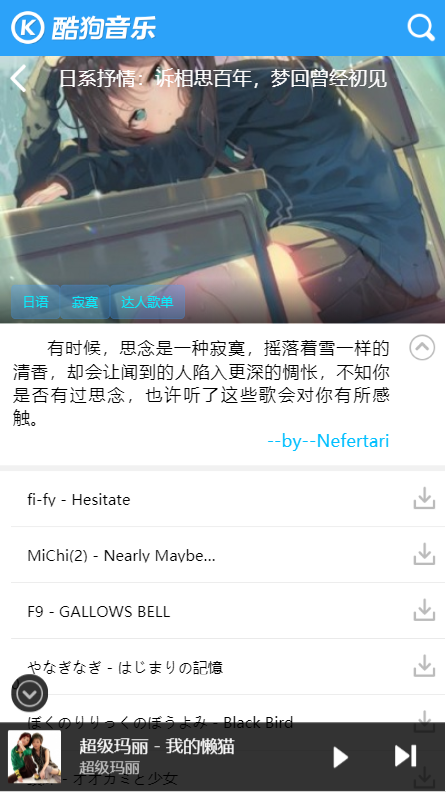 酷狗音乐
日系抒情：诉相思百年，梦回曾经初见
日语 寂寞 达人歌单
有时候，思念是一种寂寞，摇落着雪一样的
清香，却会让闻到的人陷入更深的惆怅，不知你
是否有过思念，也许听了这些歌会对你有所感
触。
--by--Nefertari
fi-fy - Hesitate
MiChi(2) - Nearly Maybe...
F9 - GALLOWS BELL
やなぎなぎ - はじまりの記憶
ぼくのりりっくのぼうよみ - Black Bird
超级玛丽 - 我的懒猫
超级玛丽
- オオカミと少女